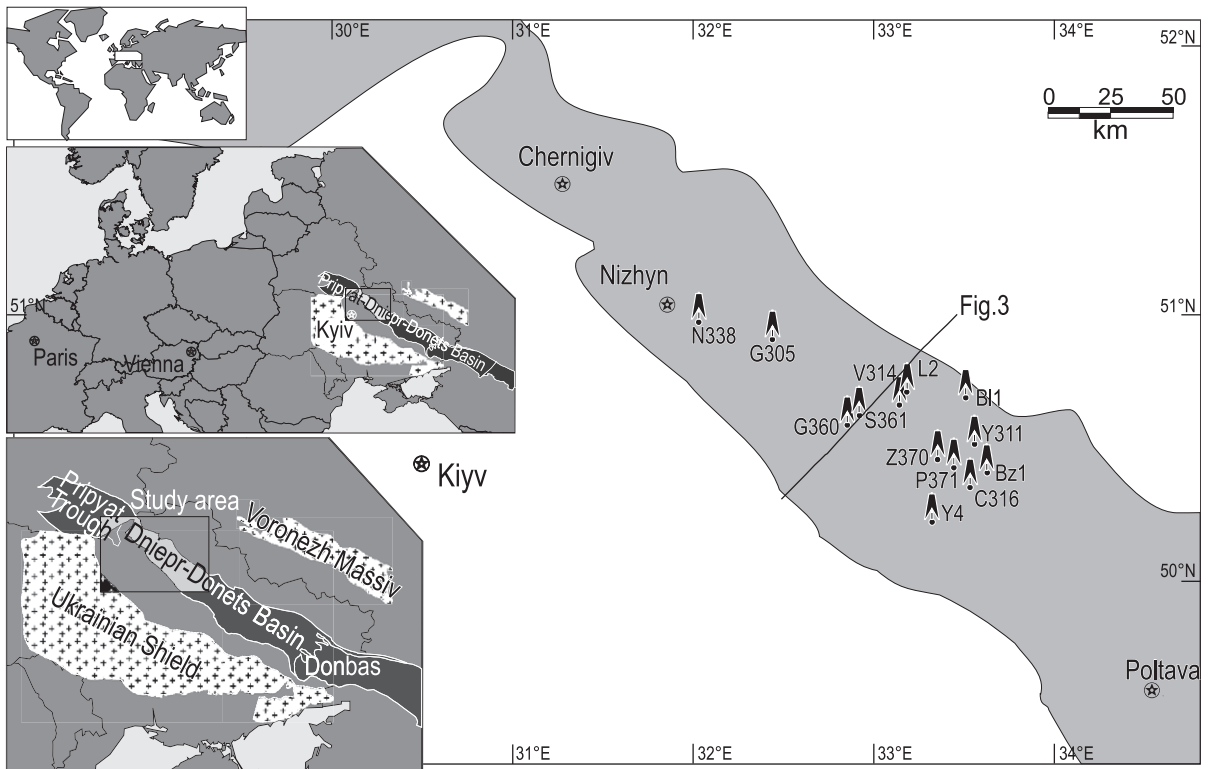 30°E
31°E
32°E
33°E
34°E
52°N
0 25 50
km
Chernigiv
Nizhyn
51°N
51°N
Fig.3
N338
G305
V314
L2
Bl1
G360
S361
Y311
Z370
P371
Bz1
C316
Y4
Pripyat-Dniepr-Donets Basin
Kyiv
Paris
Vienna
Kiyv
Pripyat
Trough
Study area
Voronezh Massiv
Dniepr-Donets Basin
Ukrainian Shield
Donbas
50°N
Poltava
31°E
32°E
33°E
34°E